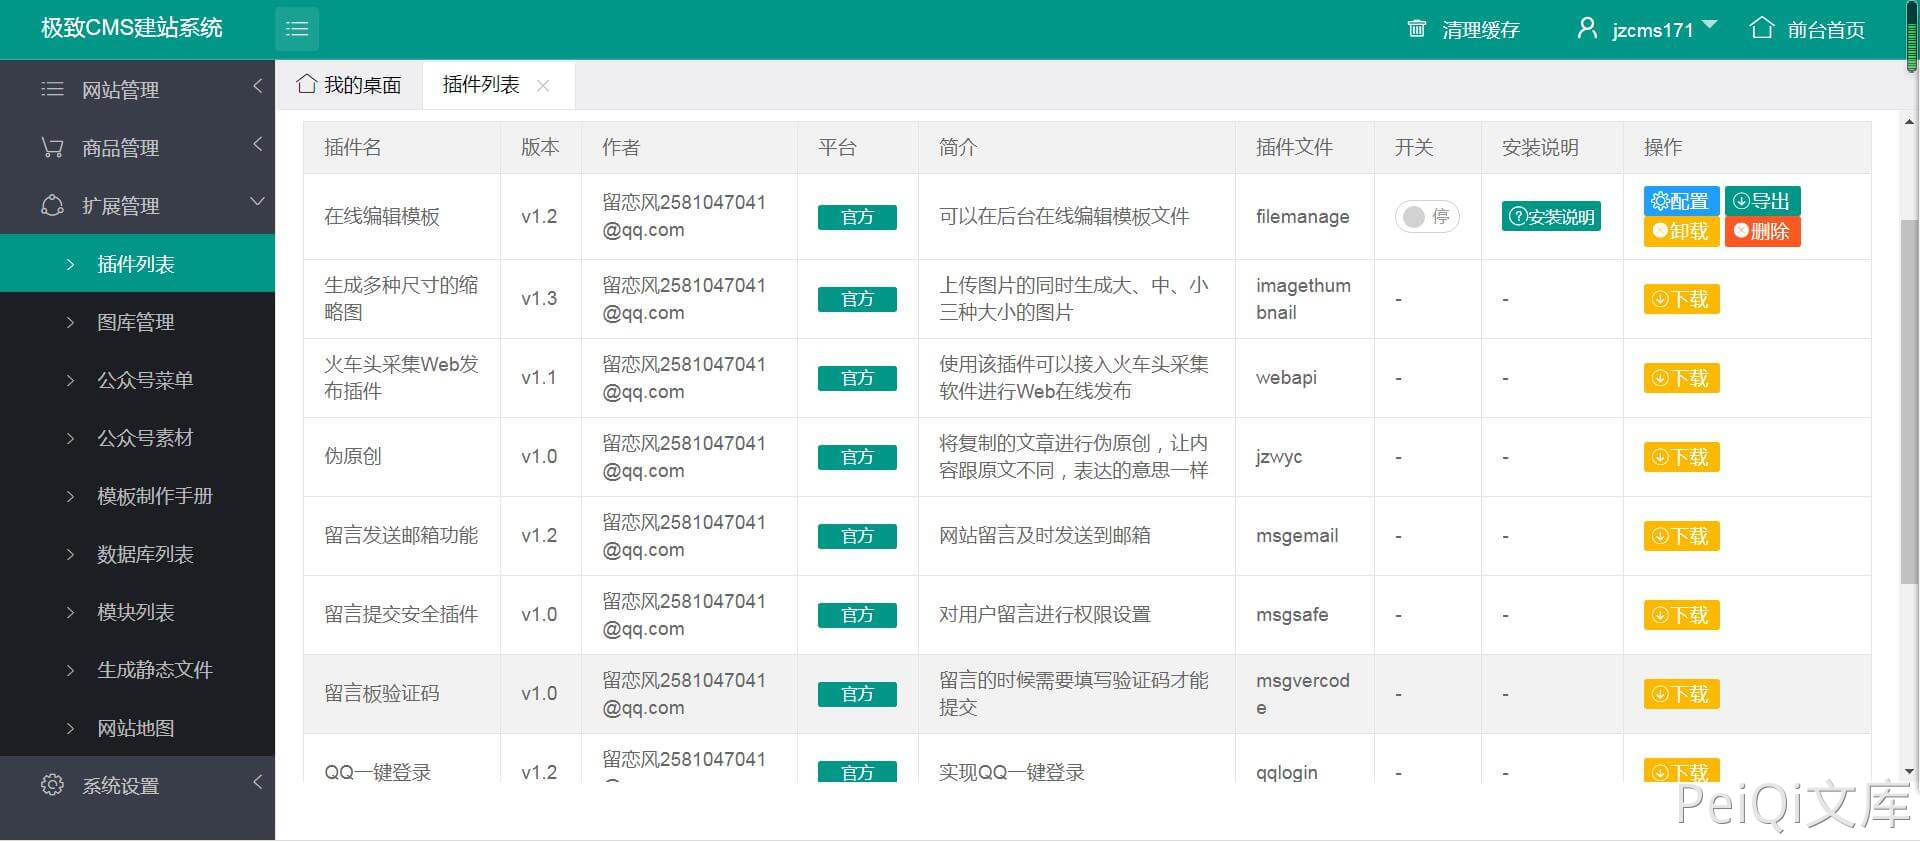 极致CMS建站系统
清理缓存
jzcms171
前台首页
网站管理
商品管理
扩展管理
插件列表
图库管理
公众号菜单
公众号素材
模板制作手册
数据库列表
模块列表
生成静态文件
网站地图
系统设置
我的桌面
插件列表
插件名 版本 作者 平台 简介 插件文件 开关 安装说明 操作
在线编辑模板 v1.2 留恋风2581047041
@qq.com
官方 可以在后台在线编辑模板文件 filemanage 停 安装说明 配置 导出
卸载 删除
生成多种尺寸的缩
略图
v1.3 留恋风2581047041
@qq.com
官方 上传图片的同时生成大、中、小
三种大小的图片
imagethum
bnail
- - 下载
火车头采集Web发
布插件
v1.1 留恋风2581047041
@qq.com
官方 使用该插件可以接入火车头采集
软件进行Web在线发布
webapi - - 下载
伪原创 v1.0 留恋风2581047041
@qq.com
官方 将复制的文章进行伪原创，让内
容跟原文不同，表达的意思一样
jzwyc - - 下载
留言发送邮箱功能 v1.2 留恋风2581047041
@qq.com
官方 网站留言及时发送到邮箱 msgemail - - 下载
留言提交安全插件 v1.0 留恋风2581047041
@qq.com
官方 对用户留言进行权限设置 msgsafe - - 下载
留言板验证码 v1.0 留恋风2581047041
@qq.com
官方 留言的时候需要填写验证码才能
提交
msgvercod
e
- - 下载
QQ一键登录 v1.2 留恋风2581047041
官方 实现QQ一键登录 qqlogin - - 下载
PeiQi文库